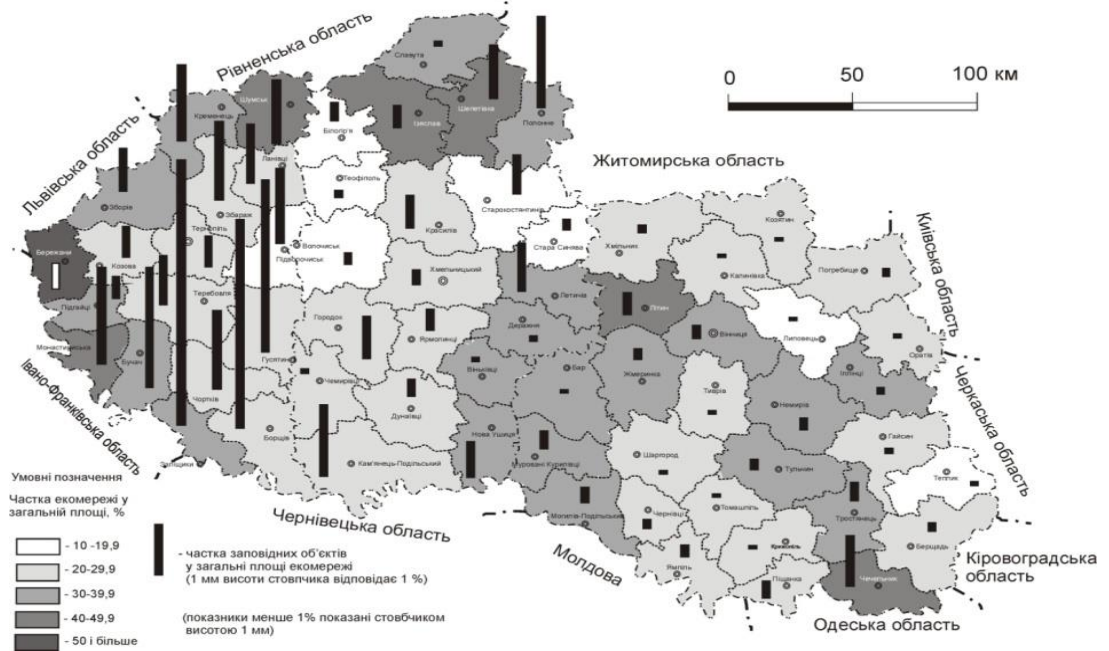 Рівненська область
Славута
0 50 100 км
Шумськ
Кременець
Ізяслав
Шепетівка
Полонне
Білогір'я
Львівська область
Житомирська область
Ланівці
Теофіполь
Зборів
Збараж
Старокостянтинів
Козятин
Київська область
Тернопіль
Волочиськ
Підволочиськ
Красилів
Стара Синява
Хмільник
Бережани
Козова
Хмельницький
Калинівка
Погребище
Підгайці
Теребовля
Летичів
Літин
Городок
Деражня
Вінниця
Липовець
Монастириська
Бучач
Ярмолинці
Оратів
Гусятин
Віньківці
Бар
Жмеринка
Іллінці
Черкаська область
Івано-Франківська область
Чемирівці
Тиврів
Немирів
Чортків
Дунаївці
Борщів
Нова Ушиця
Гайсин
Заліщики
Кам'янець-Подільський
Муровані Курилівці
Шаргород
Тульчин
Теплик
Умовні позначення
Частка екомережі у
загальній площі, %
Чернівецька область
Могилів-Подільський
Чернівці
Томашпіль
Тростянець
Бершадь
Молдова
Крижопіль
Ямпіль
Піщанка
Чечельник
Кіровоградська
область
Одеська область
- 10 -19,9
- 20-29,9
- 30-39,9
- 40-49,9
- 50 і більше
- частка заповідних об'єктів
у загальні площі екомережі
(1 мм висоти стовпчика відповідає 1 %)
(показники менше 1% показані стовбчиком
висотою 1 мм)